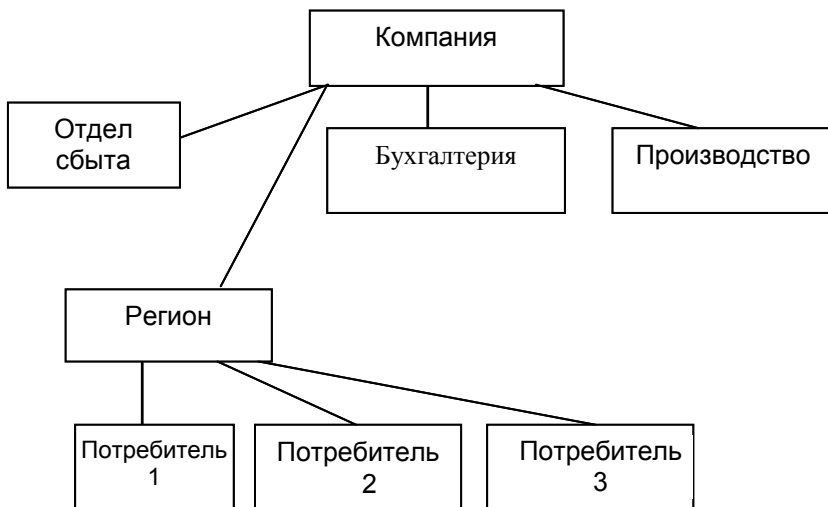 Компания
Отдел
сбыта
Бухгалтерия
Производство
Регион
Потребитель
1
Потребитель
2
Потребитель
3